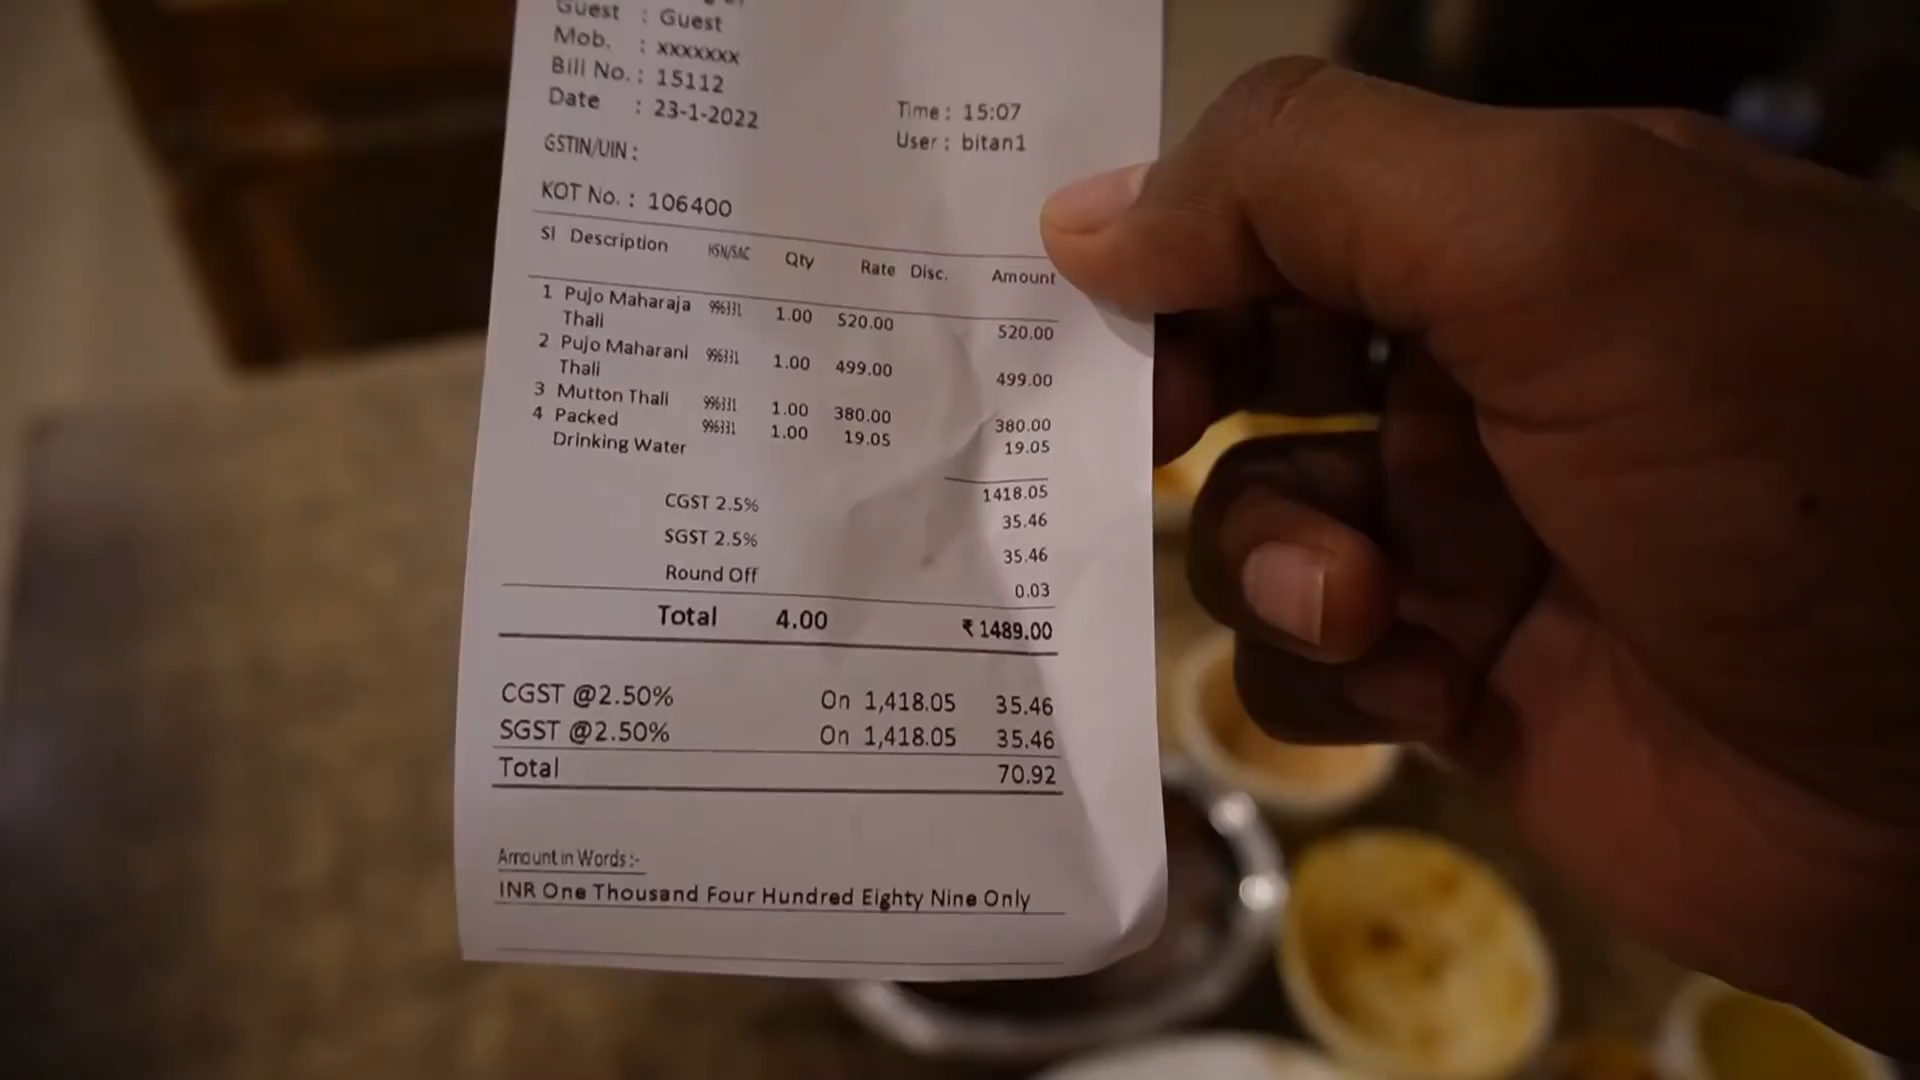 Guest : Guest
Mob. : xxxxxxx
Bill No. : 15112
Date : 23-1-2022 Time : 15:07
User : bitan1
GSTIN/UIN :
KOT No. : 106400
Sl Description HSN/SAC Qty Rate Disc. Amount
1 Pujo Maharaja 996331 1.00 520.00 520.00
Thali
2 Pujo Maharani 996331 1.00 499.00 499.00
Thali
3 Mutton Thali 996331 1.00 380.00 380.00
4 Packed 996331 1.00 19.05 19.05
Drinking Water
1418.05
CGST 2.5% 35.46
SGST 2.5% 35.46
Round Off 0.03
Total 4.00 ₹ 1489.00
CGST @2.50% On 1,418.05 35.46
SGST @2.50% On 1,418.05 35.46
Total 70.92
Amount in Words :-
INR One Thousand Four Hundred Eighty Nine Only